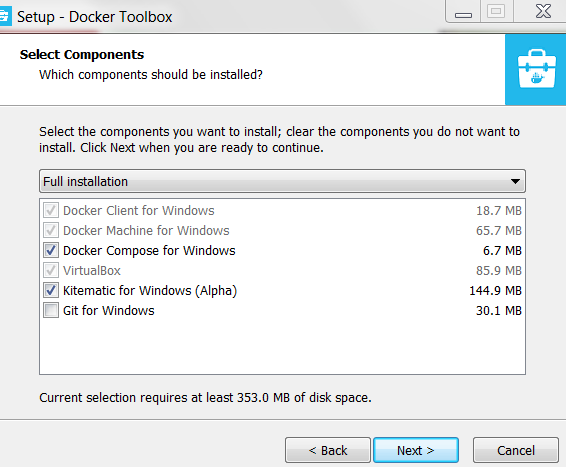 Setup - Docker Toolbox
Select Components
Which components should be installed?
Select the components you want to install; clear the components you do not want to
install. Click Next when you are ready to continue.
Full installation
Docker Client for Windows 18.7 MB
Docker Machine for Windows 65.7 MB
Docker Compose for Windows 6.7 MB
VirtualBox 85.9 MB
Kitematic for Windows (Alpha) 144.9 MB
Git for Windows 30.1 MB
Current selection requires at least 353.0 MB of disk space.
< Back Next > Cancel